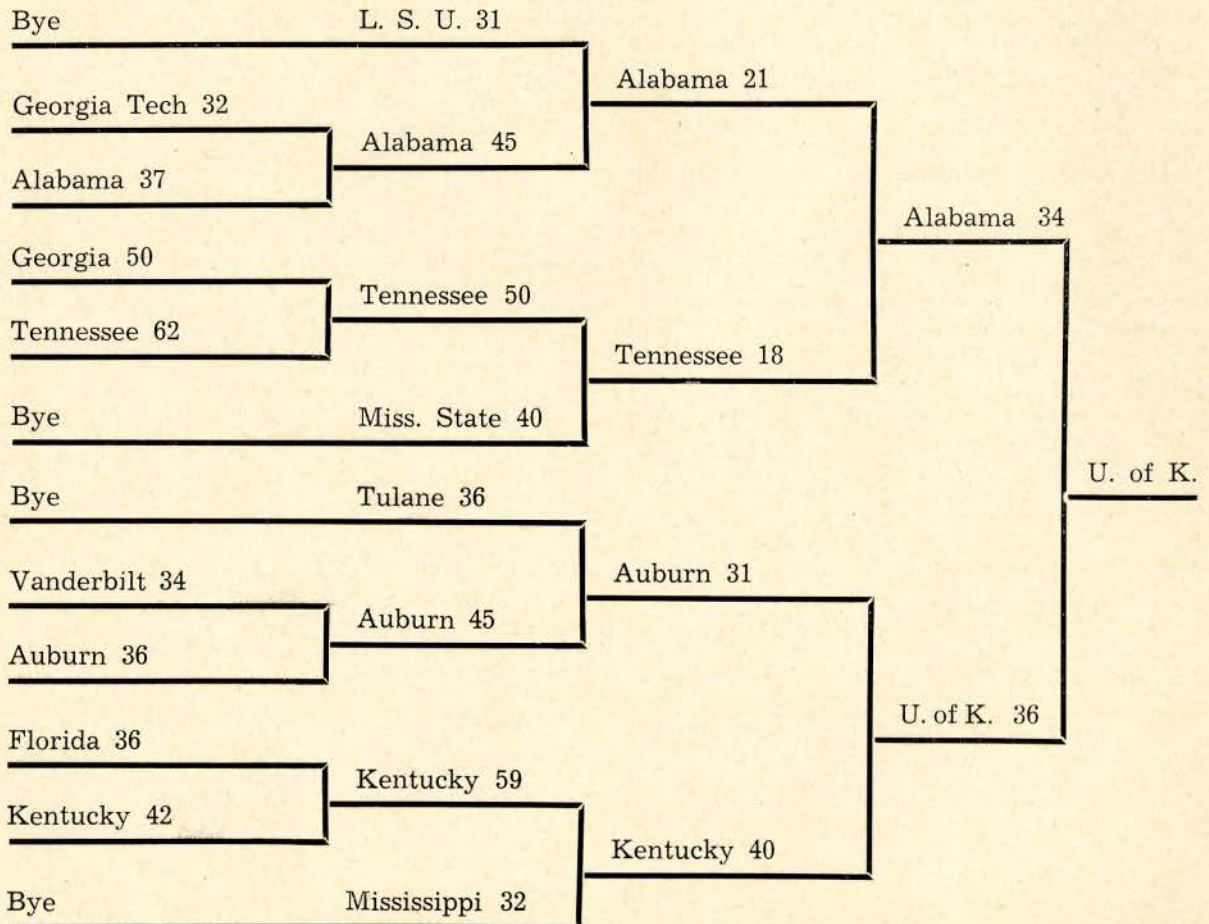 Bye
L. S. U. 31
Alabama 21
Georgia Tech 32
Alabama 45
Alabama 37
Alabama 34
Georgia 50
Tennessee 50
Tennessee 62
Tennessee 18
Bye
Miss. State 40
U. of K.
Bye
Tulane 36
Vanderbilt 34
Auburn 31
Auburn 45
Auburn 36
U. of K. 36
Florida 36
Kentucky 59
Kentucky 42
Kentucky 40
Bye
Mississippi 32